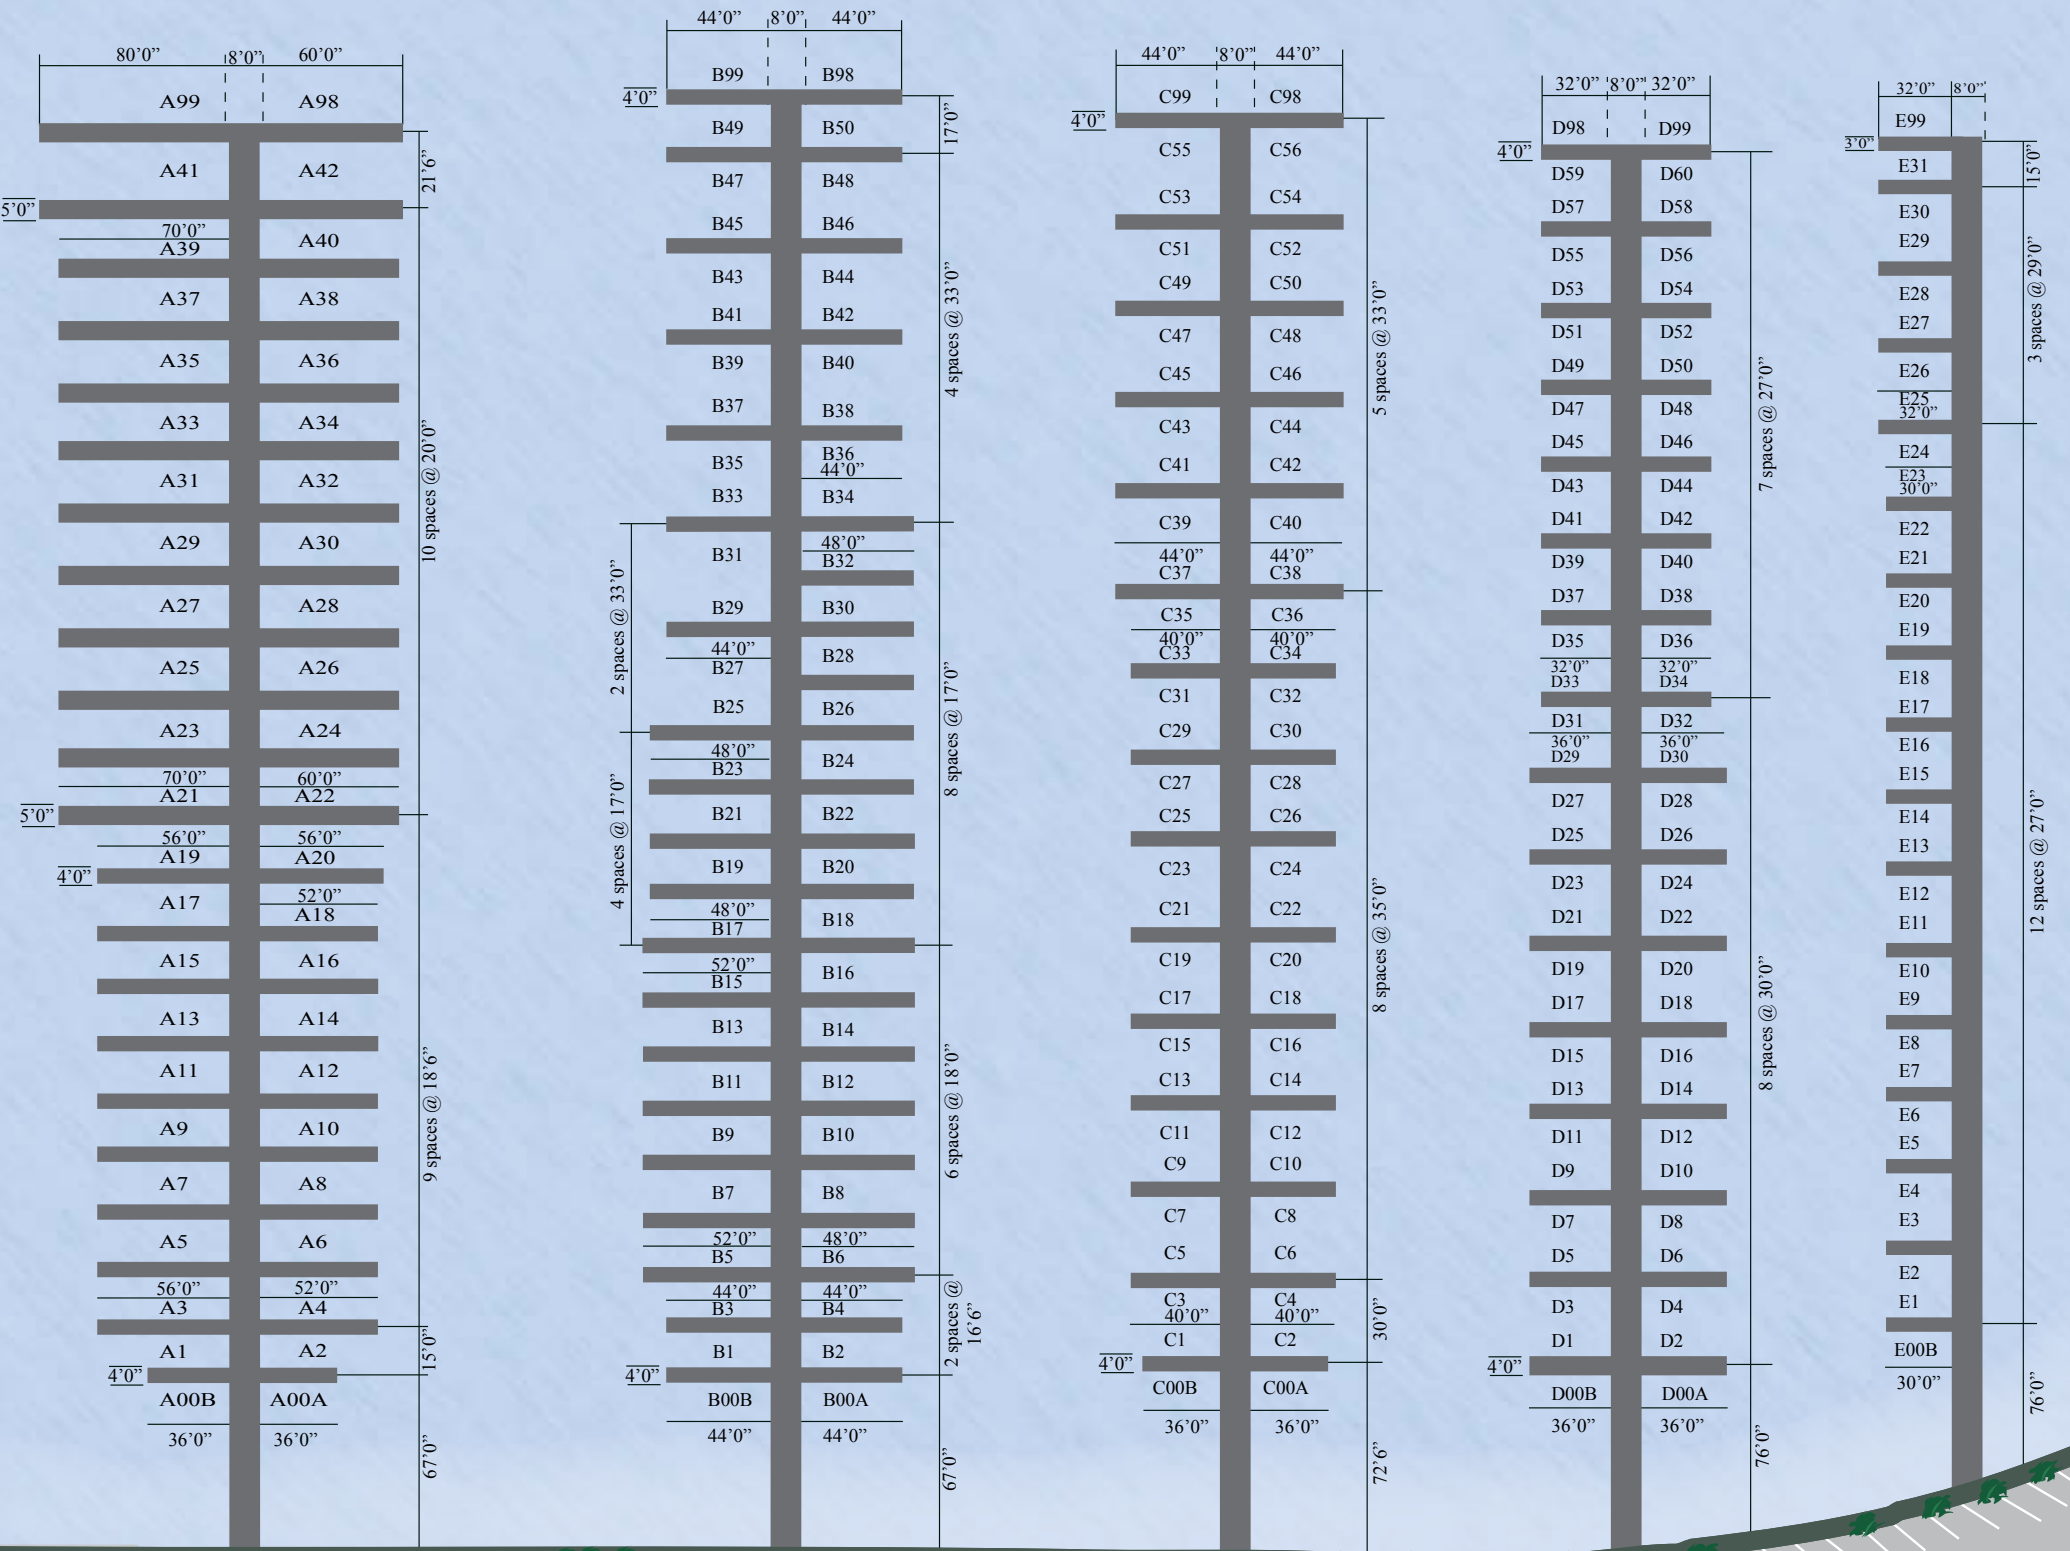 80’0” 8’0” 60’0”
A99 A98
A41 A42
21’6”
5’0”
70’0”
A39 A40
A37 A38
A35 A36
A33 A34
A31 A32
10 spaces @ 20’0”
A29 A30
A27 A28
A25 A26
A23 A24
70’0” 60’0”
A21 A22
5’0”
56’0” 56’0”
A19 A20
4’0”
52’0”
A17 A18
A15 A16
A13 A14
A11 A12
9 spaces @ 18’6”
A9 A10
A7 A8
A5 A6
56’0” 52’0”
A3 A4
A1 A2
15’0”
4’0”
A00B A00A
36’0” 36’0”
67’0”
44’0” 8’0” 44’0”
B99 B98
4’0”
B49 B50
17’0”
B47 B48
B45 B46
B43 B44
B41 B42
4 spaces @ 33’0”
B39 B40
B37 B38
B35 B36
44’0”
B33 B34
48’0”
B31 B32
2 spaces @ 33’0”
B29 B30
44’0”
B27 B28
B25 B26
8 spaces @ 17’0”
48’0”
B23 B24
B21 B22
4 spaces @ 17’0”
B19 B20
48’0”
B17 B18
52’0”
B15 B16
B13 B14
B11 B12
6 spaces @ 18’0”
B9 B10
B7 B8
52’0” 48’0”
B5 B6
44’0” 44’0”
B3 B4
2 spaces @
16’6”
B1 B2
4’0”
B00B B00A
44’0” 44’0”
67’0”
44’0” 8’0” 44’0”
C99 C98
4’0”
C55 C56
C53 C54
C51 C52
C49 C50
5 spaces @ 33’0”
C47 C48
C45 C46
C43 C44
C41 C42
C39 C40
44’0” 44’0”
C37 C38
C35 C36
40’0” 40’0”
C33 C34
C31 C32
C29 C30
C27 C28
C25 C26
C23 C24
C21 C22
8 spaces @ 35’0”
C19 C20
C17 C18
C15 C16
C13 C14
C11 C12
C9 C10
C7 C8
C5 C6
C3 C4
40’0” 40’0”
30’0”
C1 C2
4’0”
C00B C00A
36’0” 36’0”
72’6”
32’0” 8’0” 32’0”
D98 D99
4’0”
D59 D60
D57 D58
D55 D56
D53 D54
D51 D52
D49 D50
7 spaces @ 27’0”
D47 D48
D45 D46
D43 D44
D41 D42
D39 D40
D37 D38
D35 D36
32’0” 32’0”
D33 D34
D31 D32
36’0” 36’0”
D29 D30
D27 D28
D25 D26
D23 D24
D21 D22
D19 D20
D17 D18
8 spaces @ 30’0”
D15 D16
D13 D14
D11 D12
D9 D10
D7 D8
D5 D6
D3 D4
D1 D2
4’0”
D00B D00A
36’0” 36’0”
76’0”
32’0” 8’0”
E99
3’0”
E31
15’0”
E30
E29
3 spaces @ 29’0”
E28
E27
E26
E25
32’0”
E24
E23
30’0”
E22
E21
E20
E19
E18
E17
E16
E15
E14
E13
12 spaces @ 27’0”
E12
E11
E10
E9
E8
E7
E6
E5
E4
E3
E2
E1
E00B
30’0”
76’0”